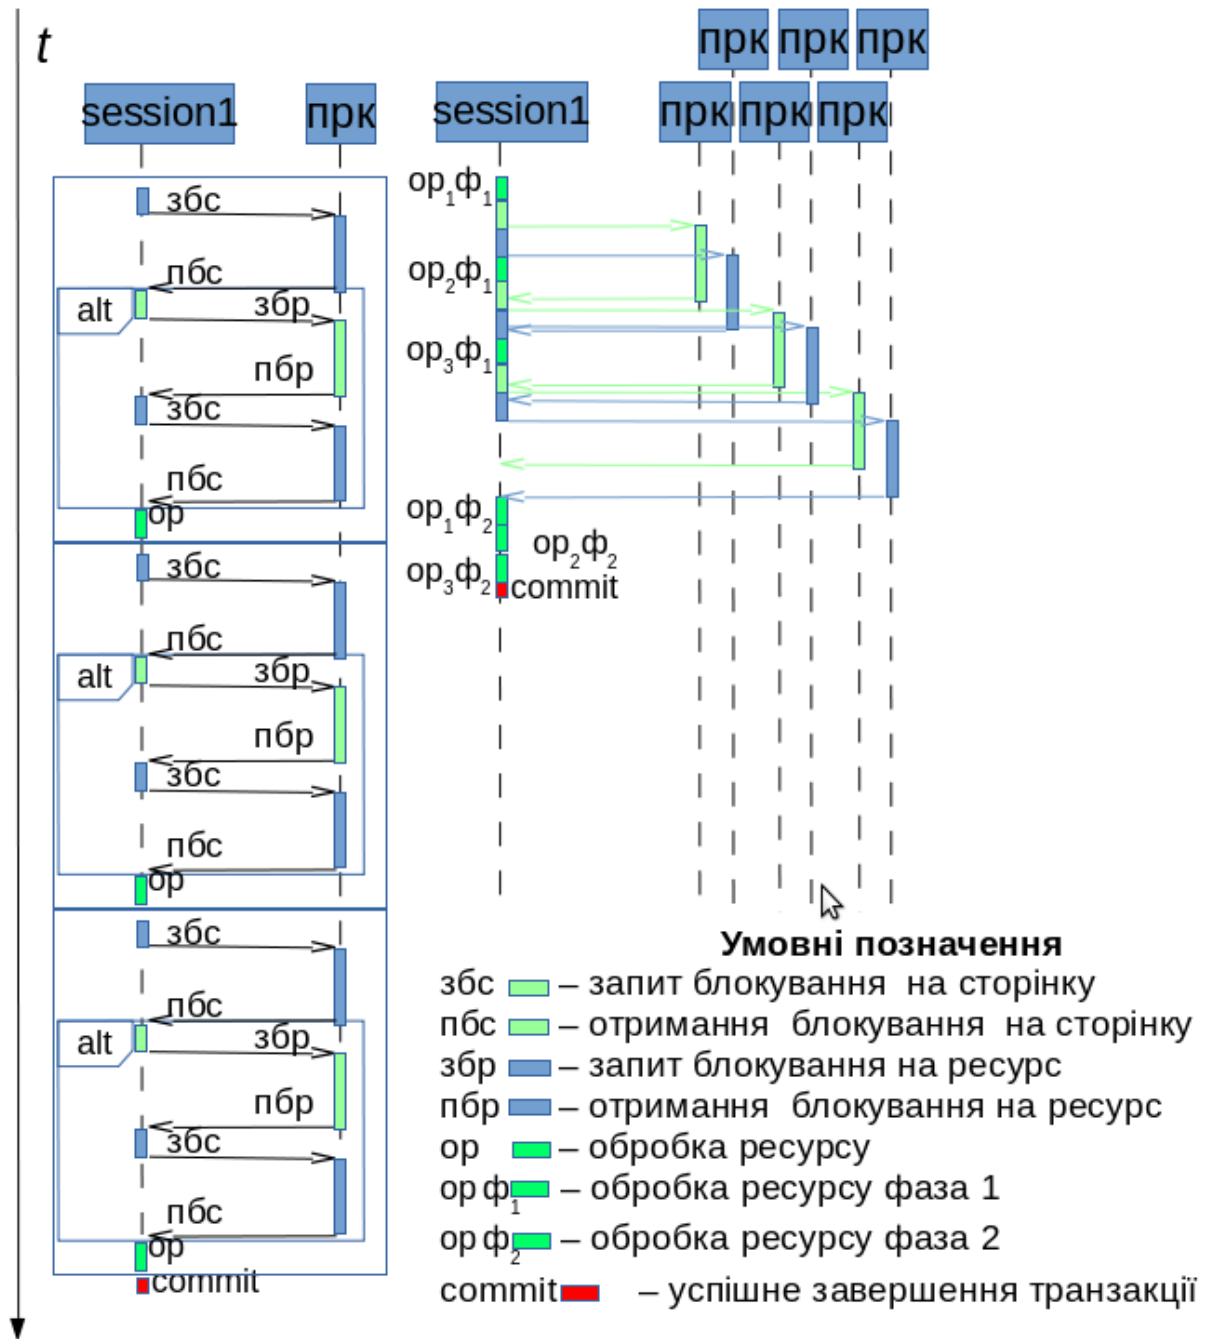 t
прк прк прк
session1 прк session1 прк прк прк
збс
ор₁ф₁
пбс
ор₂ф₁
alt
збр
пбр
ор₃ф₁
збс
пбс
ор
ор₁ф₂
ор₂ф₂
ор₃ф₂
commit
збс
пбс
alt
збр
пбр
збс
пбс
ор
збс
пбс
alt
збр
пбр
збс
пбс
ор
commit
Умовні позначення
збс – запит блокування на сторінку
пбс – отримання блокування на сторінку
збр – запит блокування на ресурс
пбр – отримання блокування на ресурс
ор – обробка ресурсу
ор ф₁ – обробка ресурсу фаза 1
ор ф₂ – обробка ресурсу фаза 2
commit – успішне завершення транзакції